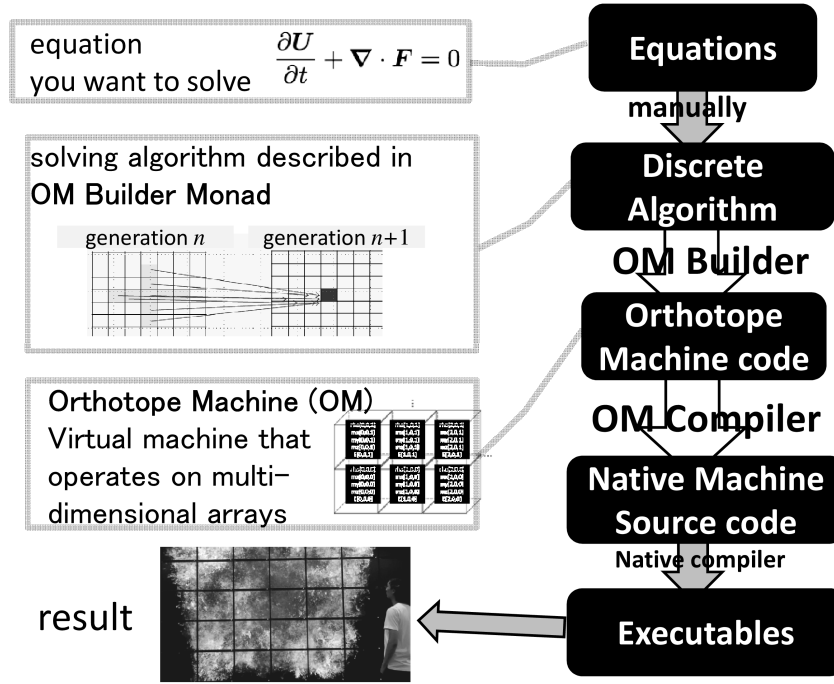 equation
you want to solve
∂U/∂t + ∇ · F = 0
Equations
manually
solving algorithm described in
OM Builder Monad
generation n
generation n+1
Discrete
Algorithm
OM Builder
Orthotope
Machine code
Orthotope Machine (OM)
Virtual machine that
operates on multi-
dimensional arrays
OM Compiler
Native Machine
Source code
Native compiler
result
Executables